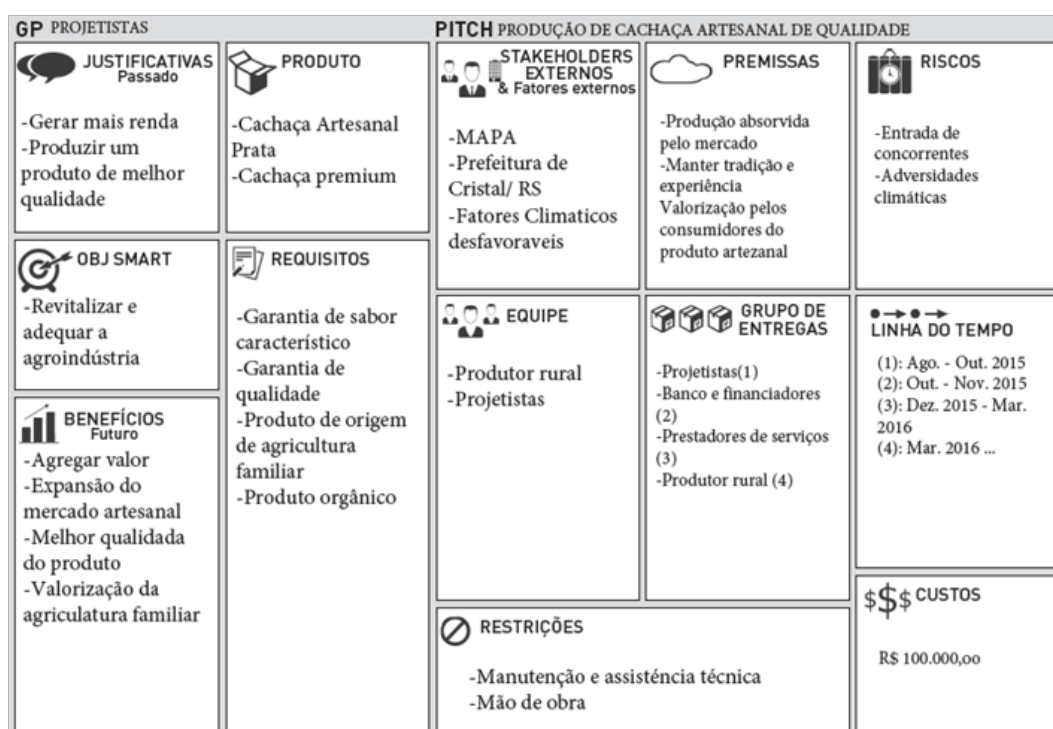 GP PROJETISTAS
PITCH PRODUÇÃO DE CACHAÇA ARTESANAL DE QUALIDADE
JUSTIFICATIVAS
Passado
-Gerar mais renda
-Produzir um
produto de melhor
qualidade
OBJ SMART
-Revitalizar e
adequar a
agroindústria
BENEFÍCIOS
Futuro
-Agregar valor
-Expansão do
mercado artesanal
-Melhor qualidada
do produto
-Valorização da
agriculatura familiar
PRODUTO
-Cachaça Artesanal
Prata
-Cachaça premium
REQUISITOS
-Garantia de sabor
característico
-Garantia de
qualidade
-Produto de origem
de agricultura
familiar
-Produto orgânico
STAKEHOLDERS
EXTERNOS
& Fatores externos
-MAPA
-Prefeitura de
Cristal/ RS
-Fatores Climaticos
desfavoraveis
EQUIPE
-Produtor rural
-Projetistas
PREMISSAS
-Produção absorvida
pelo mercado
-Manter tradição e
experiência
Valorização pelos
consumidores do
produto artezanal
GRUPO DE
ENTREGAS
-Projetistas(1)
-Banco e financiadores
(2)
-Prestadores de serviços
(3)
-Produtor rural (4)
RESTRIÇÕES
-Manutenção e assisténcia técnica
-Mão de obra
RISCOS
-Entrada de
concorrentes
-Adversidades
climáticas
LINHA DO TEMPO
(1): Ago. - Out. 2015
(2): Out. - Nov. 2015
(3): Dez. 2015 - Mar.
2016
(4): Mar. 2016 ...
$$$ CUSTOS
R$ 100.000,oo